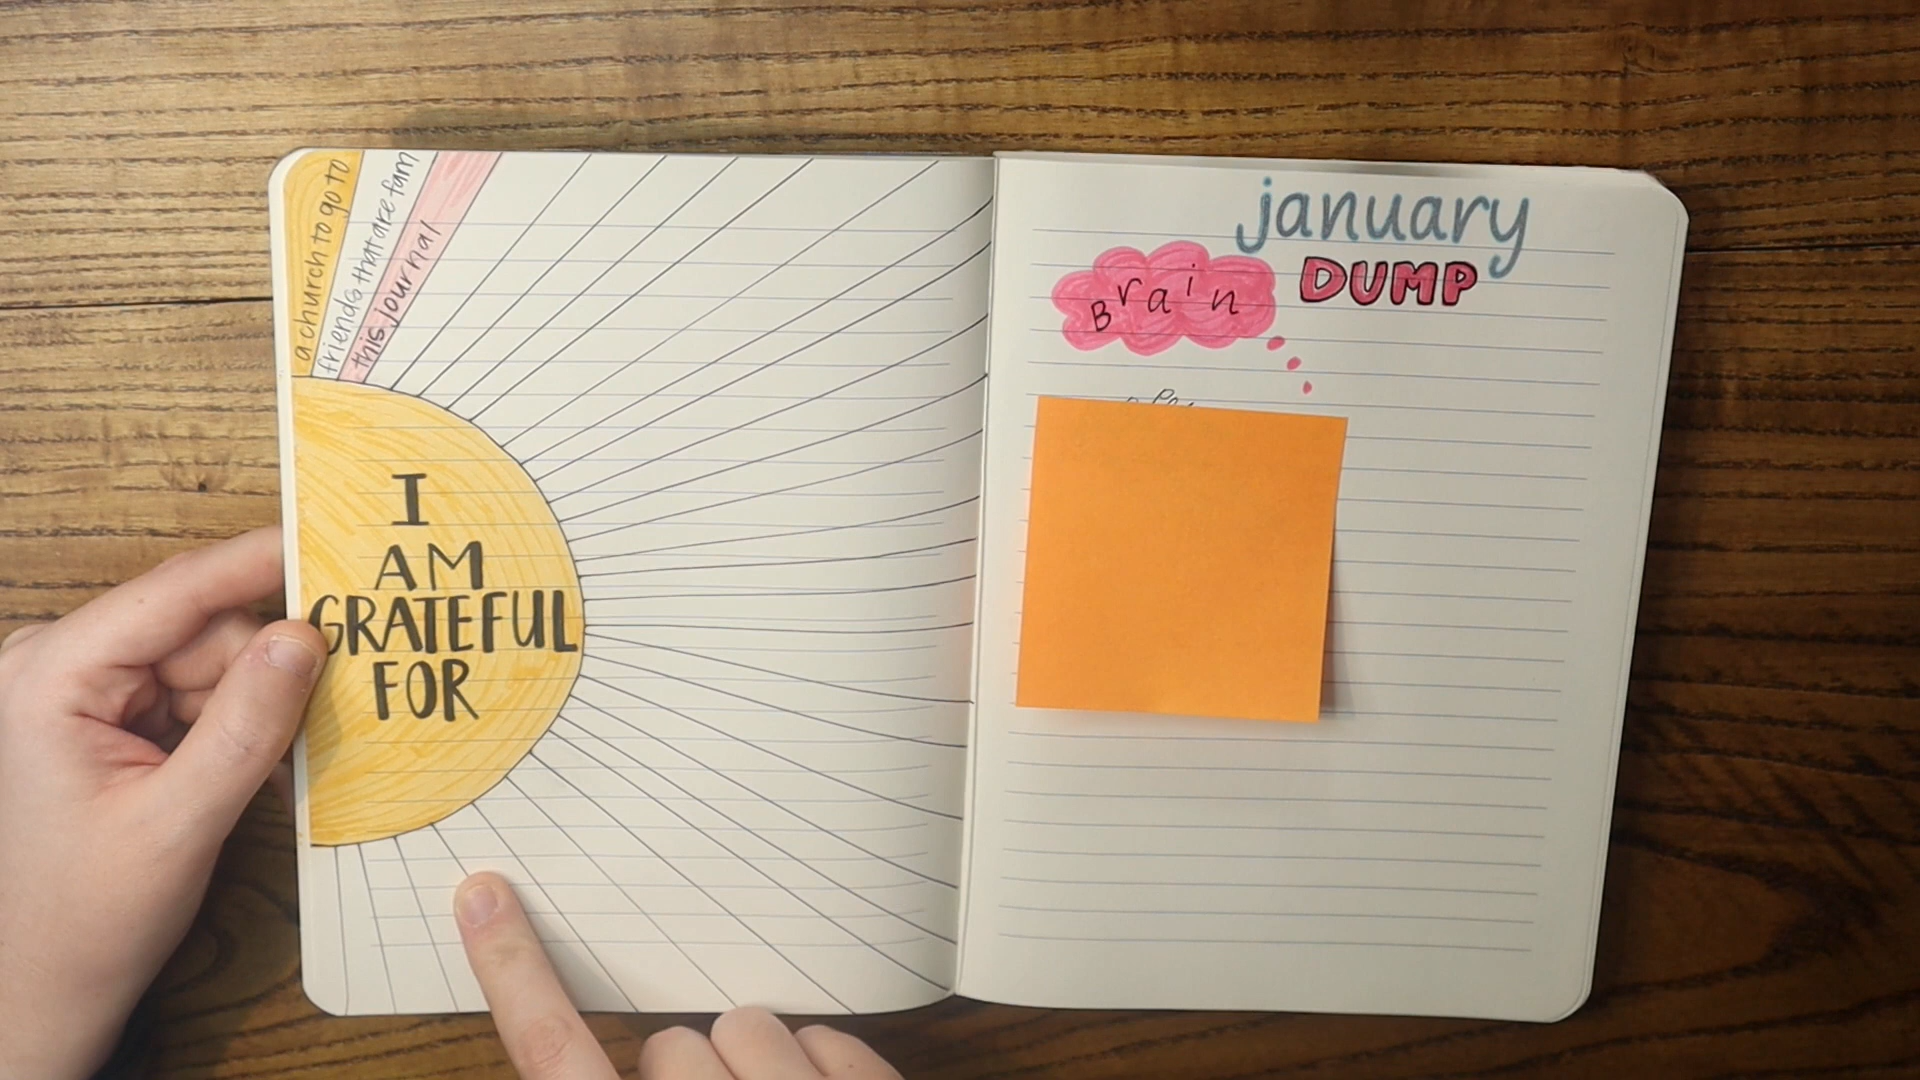 a church to go to
friends that are fam
this journal
I
AM
GRATEFUL
FOR
january
Brain DUMP